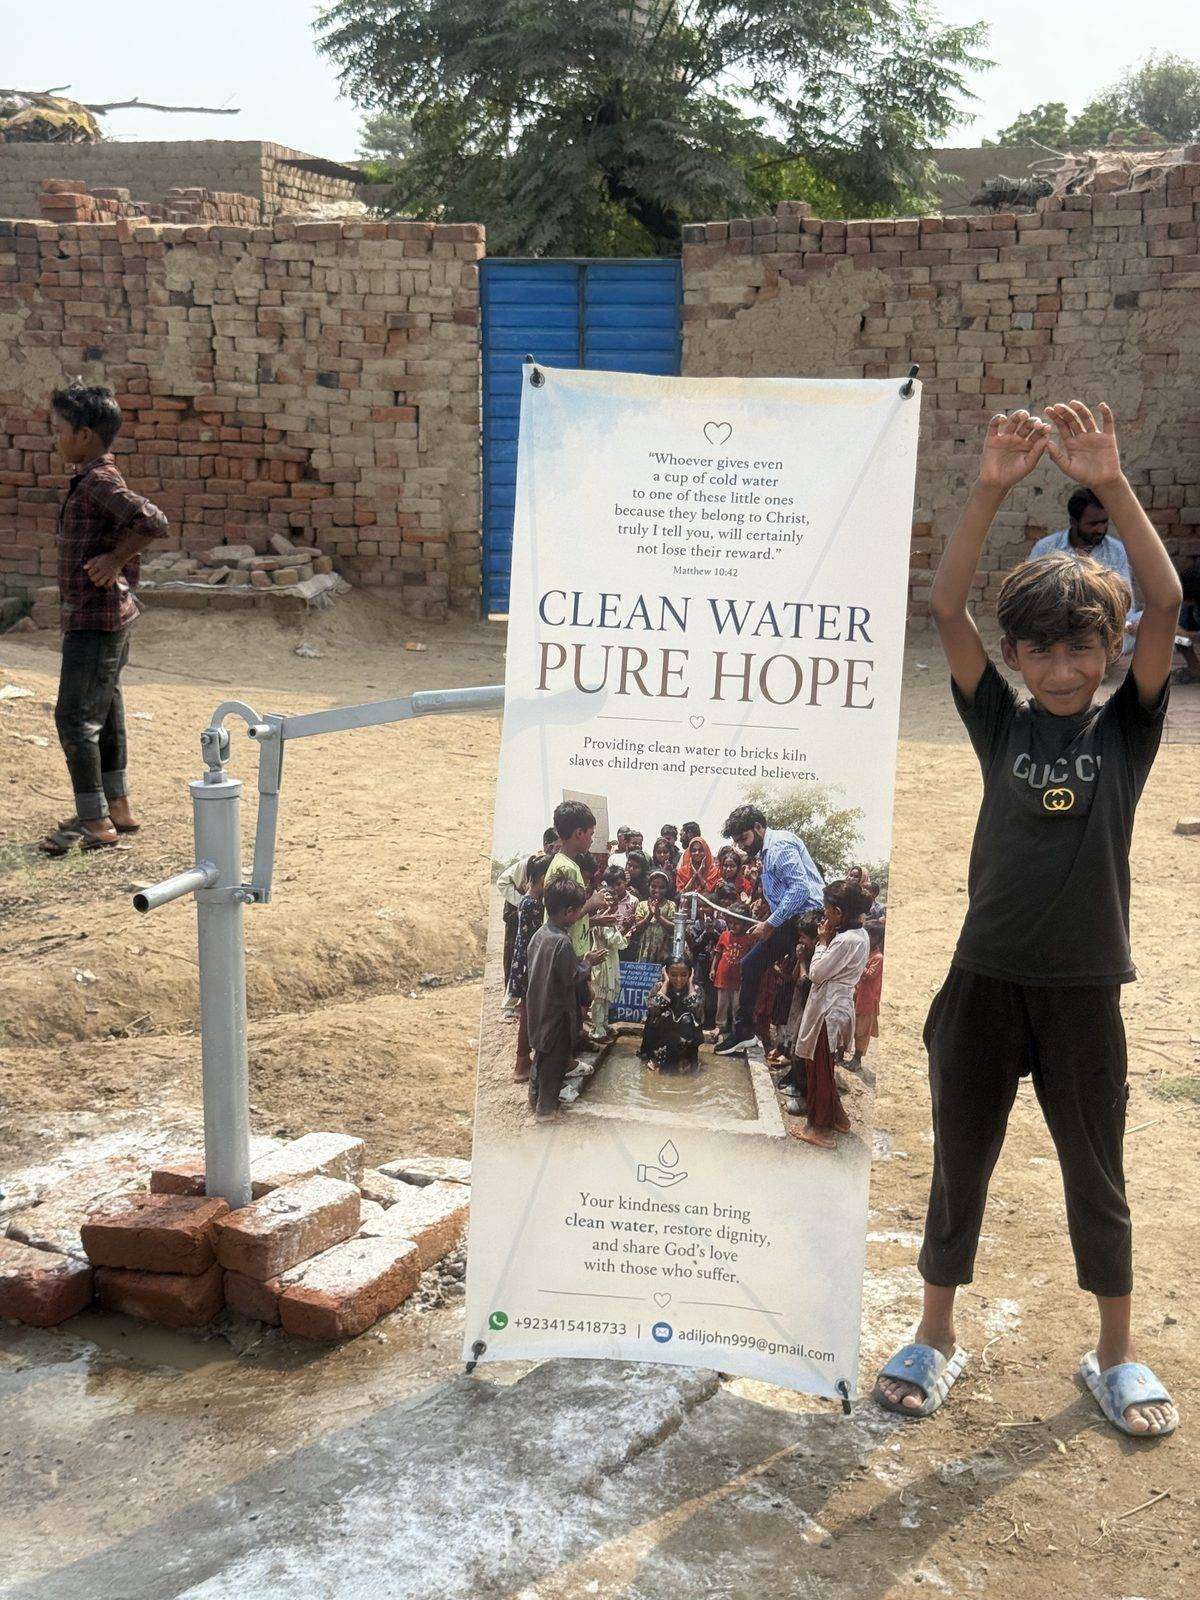 “Whoever gives even
a cup of cold water
to one of these little ones
because they belong to Christ,
truly I tell you, will certainly
not lose their reward.”
Matthew 10:42
CLEAN WATER
PURE HOPE
Providing clean water to bricks kiln
slaves children and persecuted believers.
WATER
PROJ
Your kindness can bring
clean water, restore dignity,
and share God's love
with those who suffer.
+923415418733 | adiljohn999@gmail.com
GUCCI